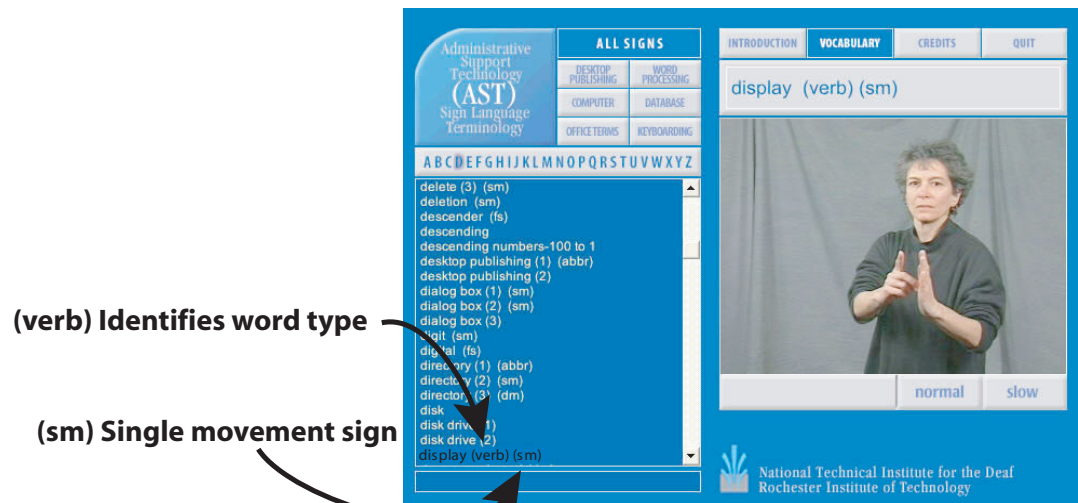 Administrative
Support
Technology
(AST)
Sign Language
Terminology
ALL SIGNS
DESKTOP
PUBLISHING
WORD
PROCESSING
COMPUTER
DATABASE
OFFICE TERMS
KEYBOARDING
A B C D E F G H I J K L M N O P Q R S T U V W X Y Z
delete (3) (sm)
deletion (sm)
descender (fs)
descending
descending numbers-100 to 1
desktop publishing (1) (abbr)
desktop publishing (2)
dialog box (1) (sm)
dialog box (2) (sm)
dialog box (3)
digit (sm)
digital (fs)
directory (1) (abbr)
directory (2) (sm)
directory (3) (dm)
disk
disk drive (1)
disk drive (2)
display (verb) (sm)
(verb) Identifies word type
(sm) Single movement sign
INTRODUCTION
VOCABULARY
CREDITS
QUIT
display (verb) (sm)
normal
slow
National Technical Institute for the Deaf
Rochester Institute of Technology